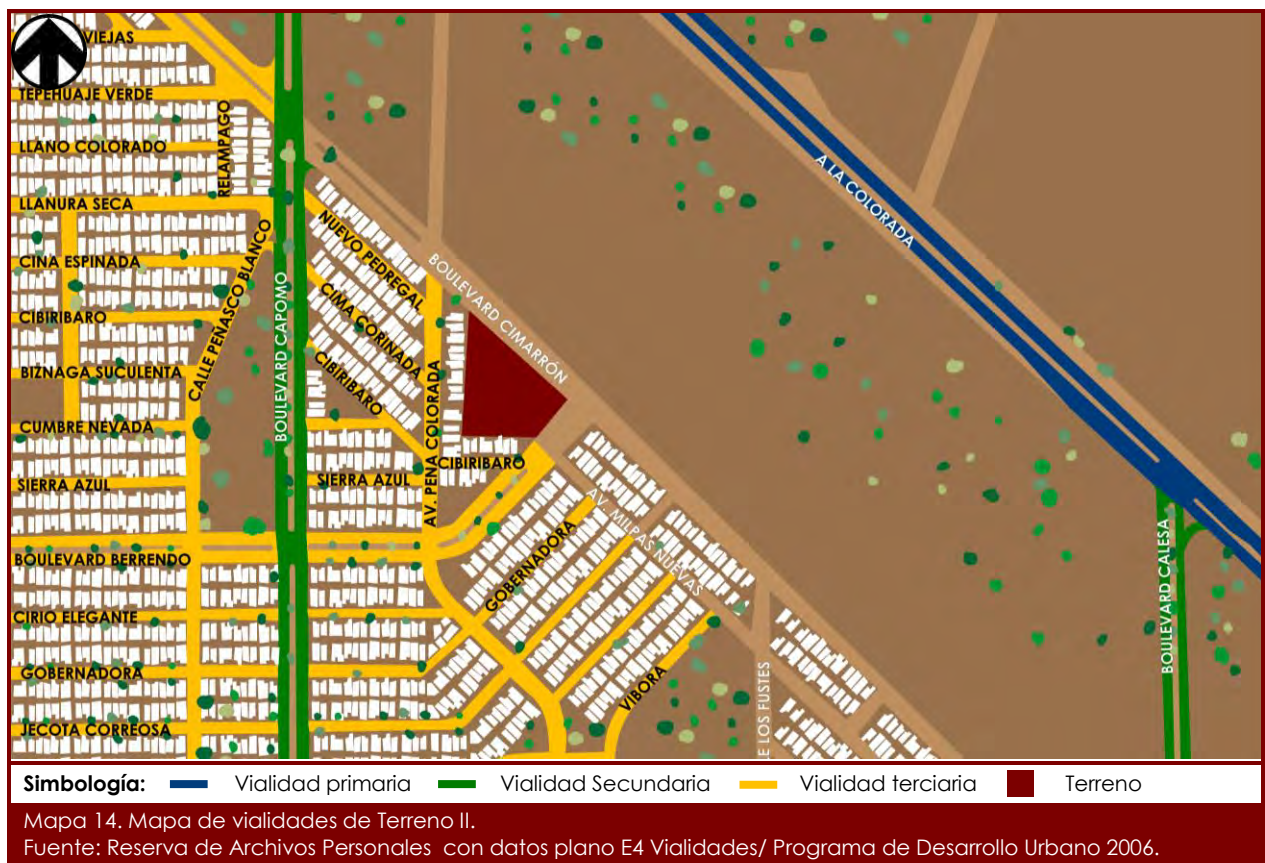 VIEJAS
TEPEHUAJE VERDE
RELAMPAGO
LLANO COLORADO
LLANURA SECA
NUEVO PEDREGAL
CINA ESPINADA
CALLE PEÑASCO BLANCO
BOULEVARD CAPOMO
CIMA CORINADA
BOULEVARD CIMARRÓN
A LA COLORADA
CIBIRIBARO
CIBIRIBARO
BIZNAGA SUCULENTA
AV. PENA COLORADA
CUMBRE NEVADA
CIBIRIBARO
SIERRA AZUL
SIERRA AZUL
AV. MILPAS NUEVAS
BOULEVARD BERRENDO
GOBERNADORA
BOULEVARD CALESA
CIRIO ELEGANTE
GOBERNADORA
VIBORA
E LOS FUSTES
JECOTA CORREOSA
Simbología: Vialidad primaria Vialidad Secundaria Vialidad terciaria Terreno
Mapa 14. Mapa de vialidades de Terreno II.
Fuente: Reserva de Archivos Personales con datos plano E4 Vialidades/ Programa de Desarrollo Urbano 2006.